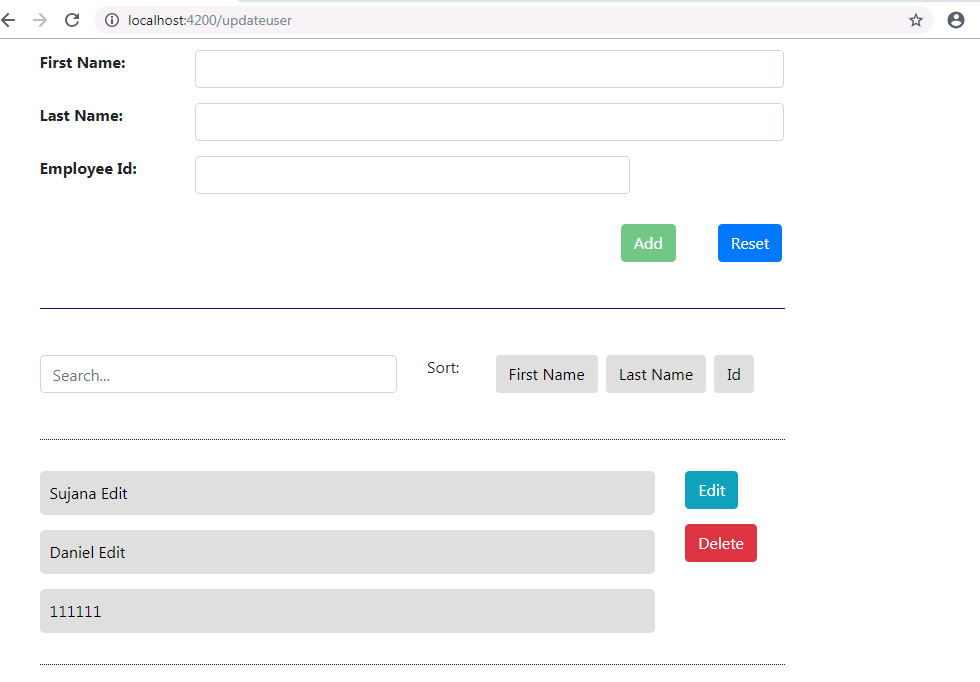 localhost:4200/updateuser
First Name:
Last Name:
Employee Id:
Add Reset
Search... Sort: First Name Last Name Id
Sujana Edit Edit
Daniel Edit Delete
111111